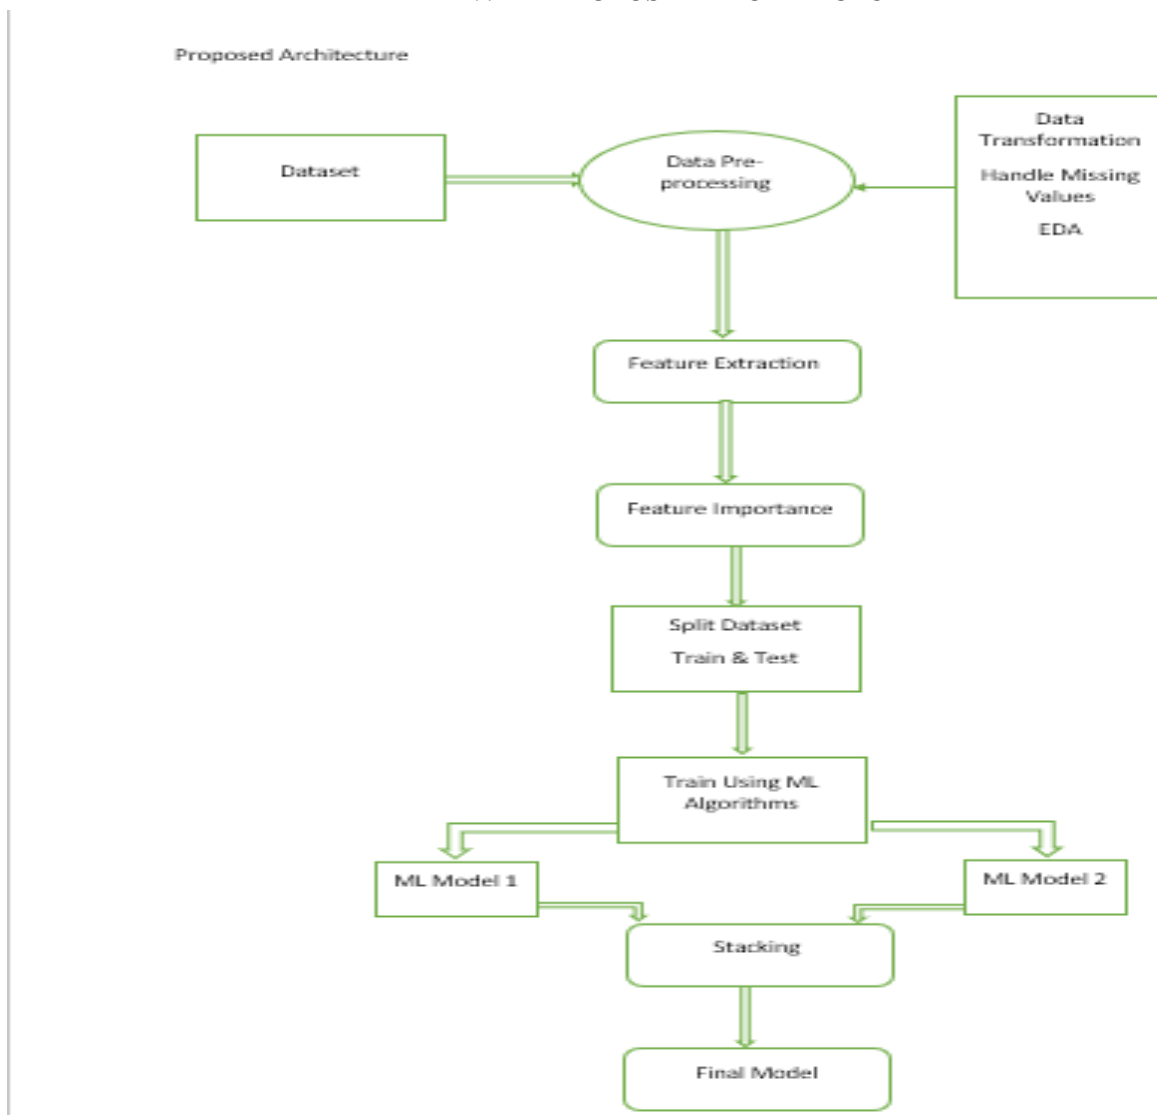 Proposed Architecture
Dataset
Data Pre-
processing
Data
Transformation
Handle Missing
Values
EDA
Feature Extraction
Feature Importance
Split Dataset
Train & Test
Train Using ML
Algorithms
ML Model 1
ML Model 2
Stacking
Final Model